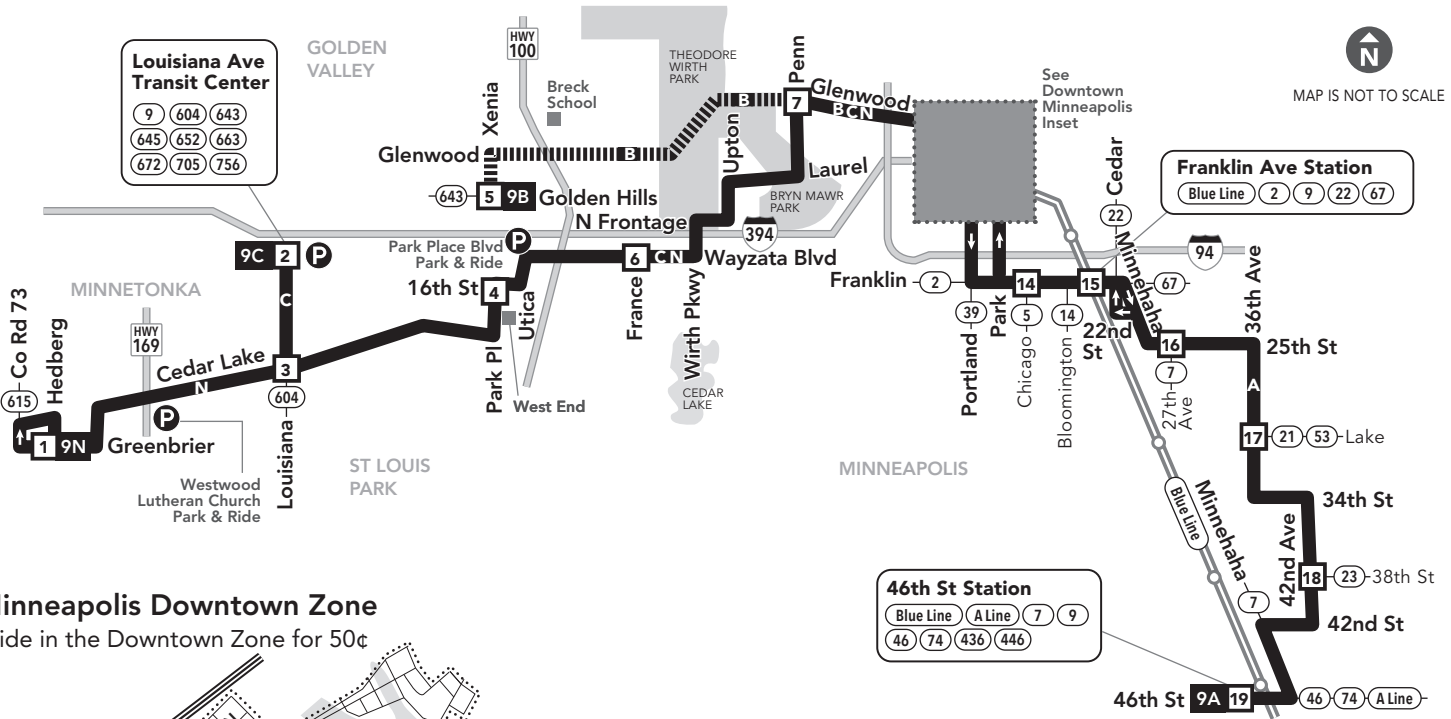 Louisiana Ave
Transit Center
9 604 643
645 652 663
672 705 756
GOLDEN
VALLEY
HWY
100
Breck
School
THEODORE
WIRTH
PARK
Penn
Glenwood
B C N
See
Downtown
Minneapolis
Inset
N
MAP IS NOT TO SCALE
Xenia
Glenwood
B
B
7
Upton
Laurel
BRYN MAWR
PARK
643 5 9B Golden Hills
N Frontage
394
Wayzata Blvd
Cedar
22
Franklin Ave Station
Blue Line 2 9 22 67
94
9C 2 P
C
Park Place Blvd
Park & Ride
P
16th St 4
Utica
6 C N
France
Wirth Pkwy
CEDAR
LAKE
Park Pl
West End
MINNETONKA
HWY
169
Co Rd 73
Hedberg
615
1 9N Greenbrier
Cedar Lake
N
3
604
Louisiana
P
Westwood
Lutheran Church
Park & Ride
ST LOUIS
PARK
MINNEAPOLIS
Franklin 2
39
Portland
Park
14
5
Chicago
14
Bloomington
15
22nd
St
Minnehaha
67
16
7
27th
Ave
36th Ave
25th St
A
17 21 53 Lake
34th St
42nd Ave
18 23 38th St
42nd St
Blue Line
Minnehaha
7
46th St Station
Blue Line A Line 7 9
46 74 436 446
46th St 9A 19 46 74 A Line
inneapolis Downtown Zone
ide in the Downtown Zone for 50¢